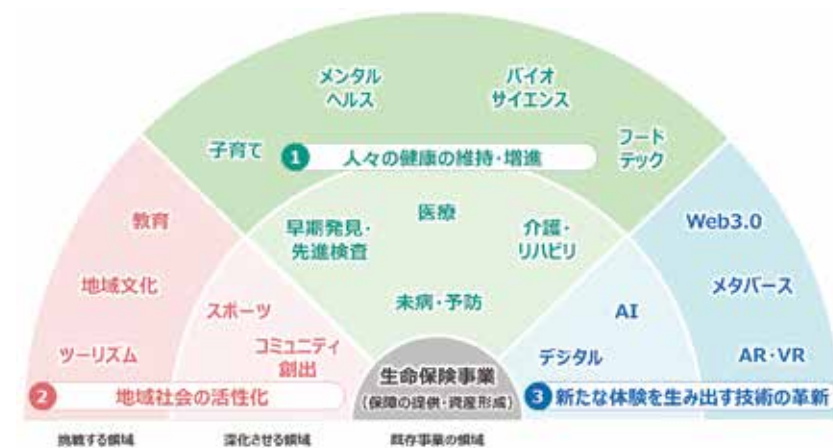 メンタル
ヘルス
バイオ
サイエンス
子育て
フード
テック
1 人々の健康の維持・増進
早期発見・
先進検査
医療
介護・
リハビリ
未病・予防
教育
地域文化
ツーリズム
スポーツ
コミュニティ
創出
2 地域社会の活性化
生命保険事業
(保障の提供・資産形成)
Web3.0
メタバース
AR・VR
AI
デジタル
3 新たな体験を生み出す技術の革新
挑戦する領域
深化させる領域
既存事業の領域